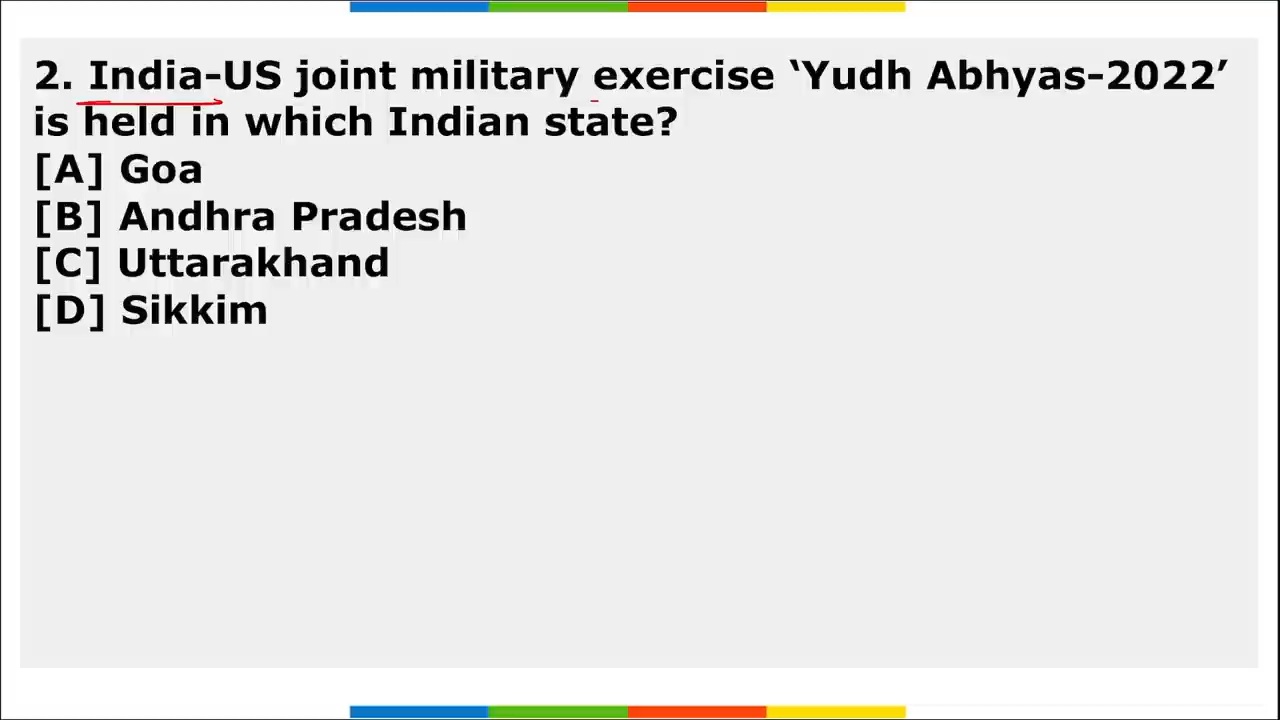 2. India-US joint military exercise ‘Yudh Abhyas-2022’
is held in which Indian state?
[A] Goa
[B] Andhra Pradesh
[C] Uttarakhand
[D] Sikkim